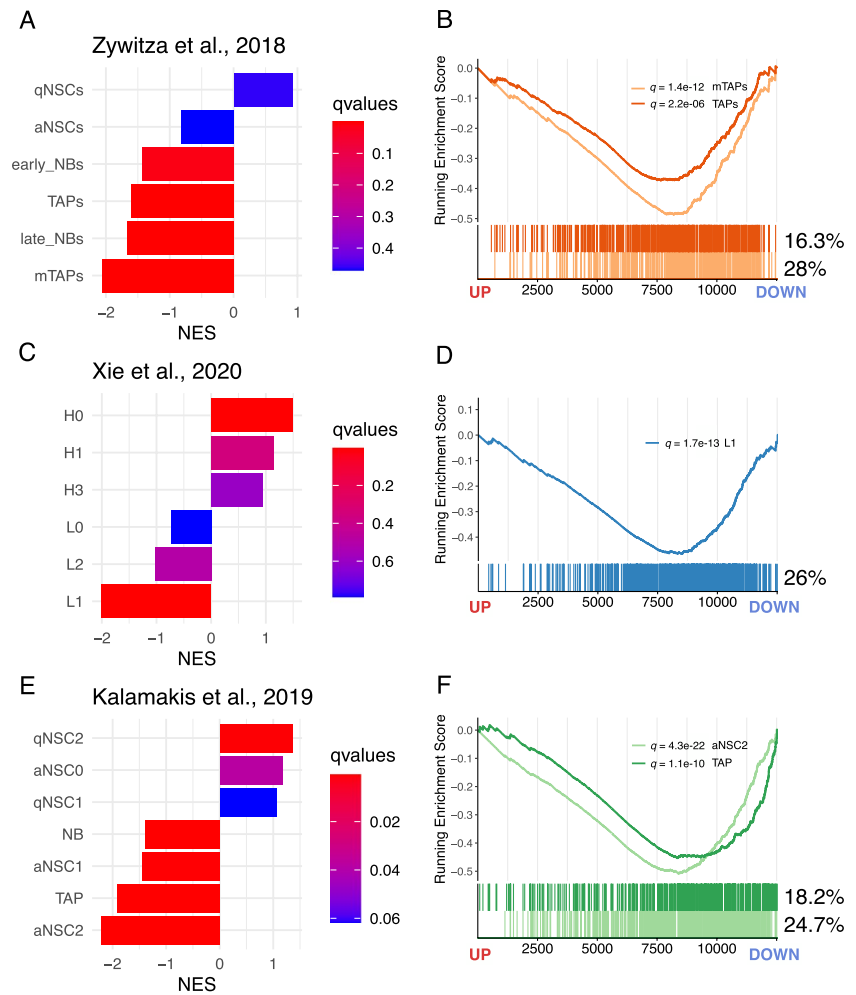 A
Zywitza et al., 2018
qNSCs
aNSCs
early_NBs
TAPs
late_NBs
mTAPs
−2 −1 0 1
NES
qvalues
0.1
0.2
0.3
0.4
B
Running Enrichment Score
0.0
−0.1
−0.2
−0.3
−0.4
−0.5
q = 1.4e-12 mTAPs
q = 2.2e-06 TAPs
16.3%
28%
2500 5000 7500 10000
UP DOWN
C
Xie et al., 2020
H0
H1
H3
L0
L2
L1
−2 −1 0 1
NES
qvalues
0.2
0.4
0.6
D
Running Enrichment Score
0.1
0.0
−0.1
−0.2
−0.3
−0.4
q = 1.7e-13 L1
26%
2500 5000 7500 10000
UP DOWN
E
Kalamakis et al., 2019
qNSC2
aNSC0
qNSC1
NB
aNSC1
TAP
aNSC2
−2 −1 0 1
NES
qvalues
0.02
0.04
0.06
F
Running Enrichment Score
0.0
−0.1
−0.2
−0.3
−0.4
−0.5
q = 4.3e-22 aNSC2
q = 1.1e-10 TAP
18.2%
24.7%
2500 5000 7500 10000
UP DOWN